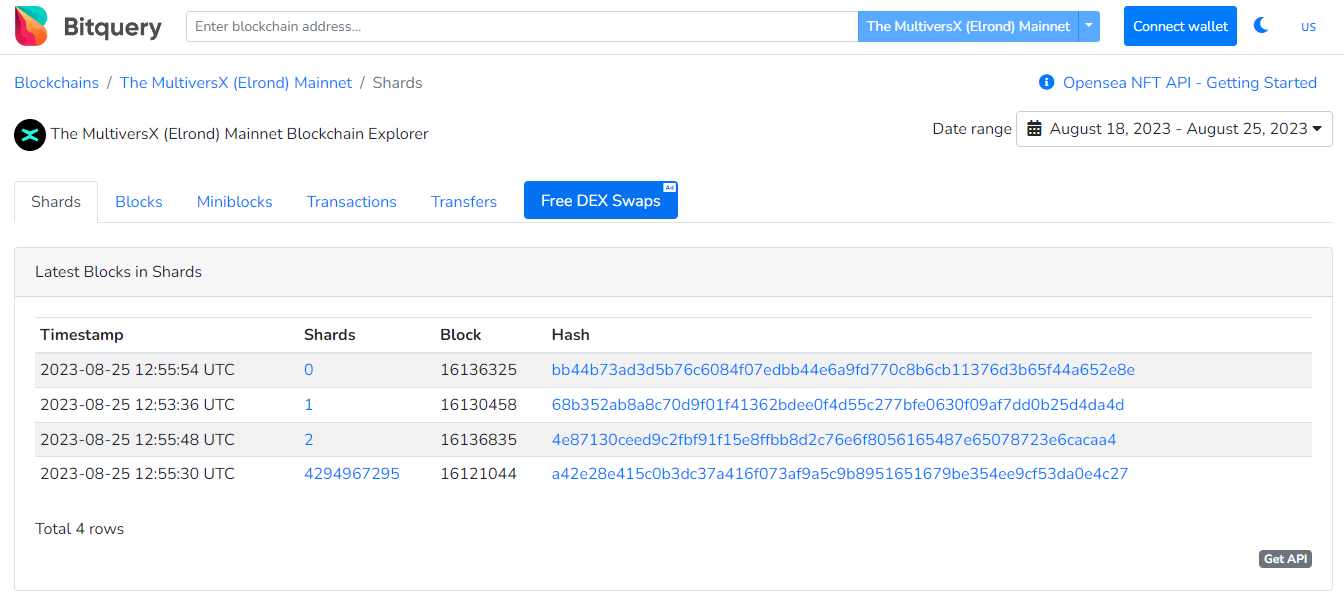 Bitquery Enter blockchain address... The MultiversX (Elrond) Mainnet Connect wallet US
Blockchains / The MultiversX (Elrond) Mainnet / Shards Opensea NFT API - Getting Started
The MultiversX (Elrond) Mainnet Blockchain Explorer Date range August 18, 2023 - August 25, 2023
Shards Blocks Miniblocks Transactions Transfers Free DEX Swaps Ad
Latest Blocks in Shards
Timestamp Shards Block Hash
2023-08-25 12:55:54 UTC 0 16136325 bb44b73ad3d5b76c6084f07edbb44e6a9fd770c8b6cb11376d3b65f44a652e8e
2023-08-25 12:53:36 UTC 1 16130458 68b352ab8a8c70d9f01f41362bdee0f4d55c277bfe0630f09af7dd0b25d4da4d
2023-08-25 12:55:48 UTC 2 16136835 4e87130ceed9c2fbf91f15e8ffbb8d2c76e6f8056165487e65078723e6cacaa4
2023-08-25 12:55:30 UTC 4294967295 16121044 a42e28e415c0b3dc37a416f073af9a5c9b8951651679be354ee9cf53da0e4c27
Total 4 rows
Get API